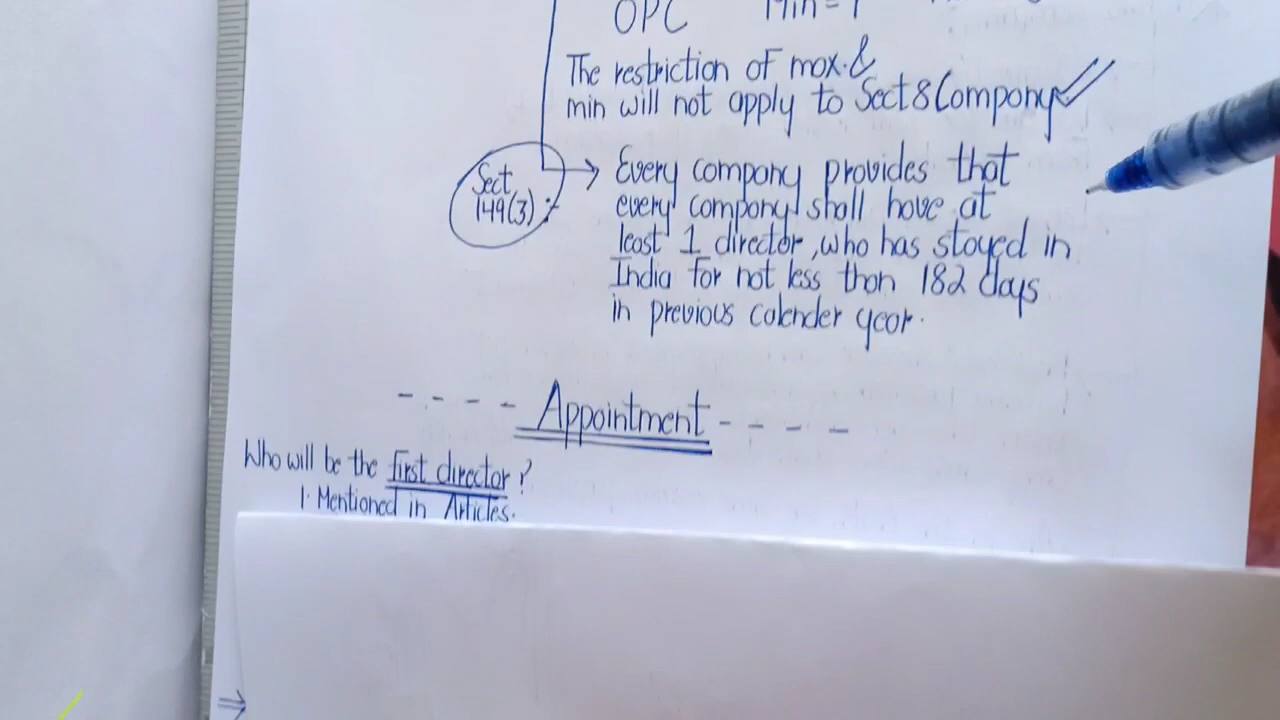 OPC Min = 1
The restriction of max. &
min will not apply to Sect 8 Company
Sect
149(3) :-
Every company provides that
every company shall have at
least 1 director, who has stayed in
India for not less than 182 days
in previous calender year.
Appointment
Who will be the first director?
1. Mentioned in Articles.